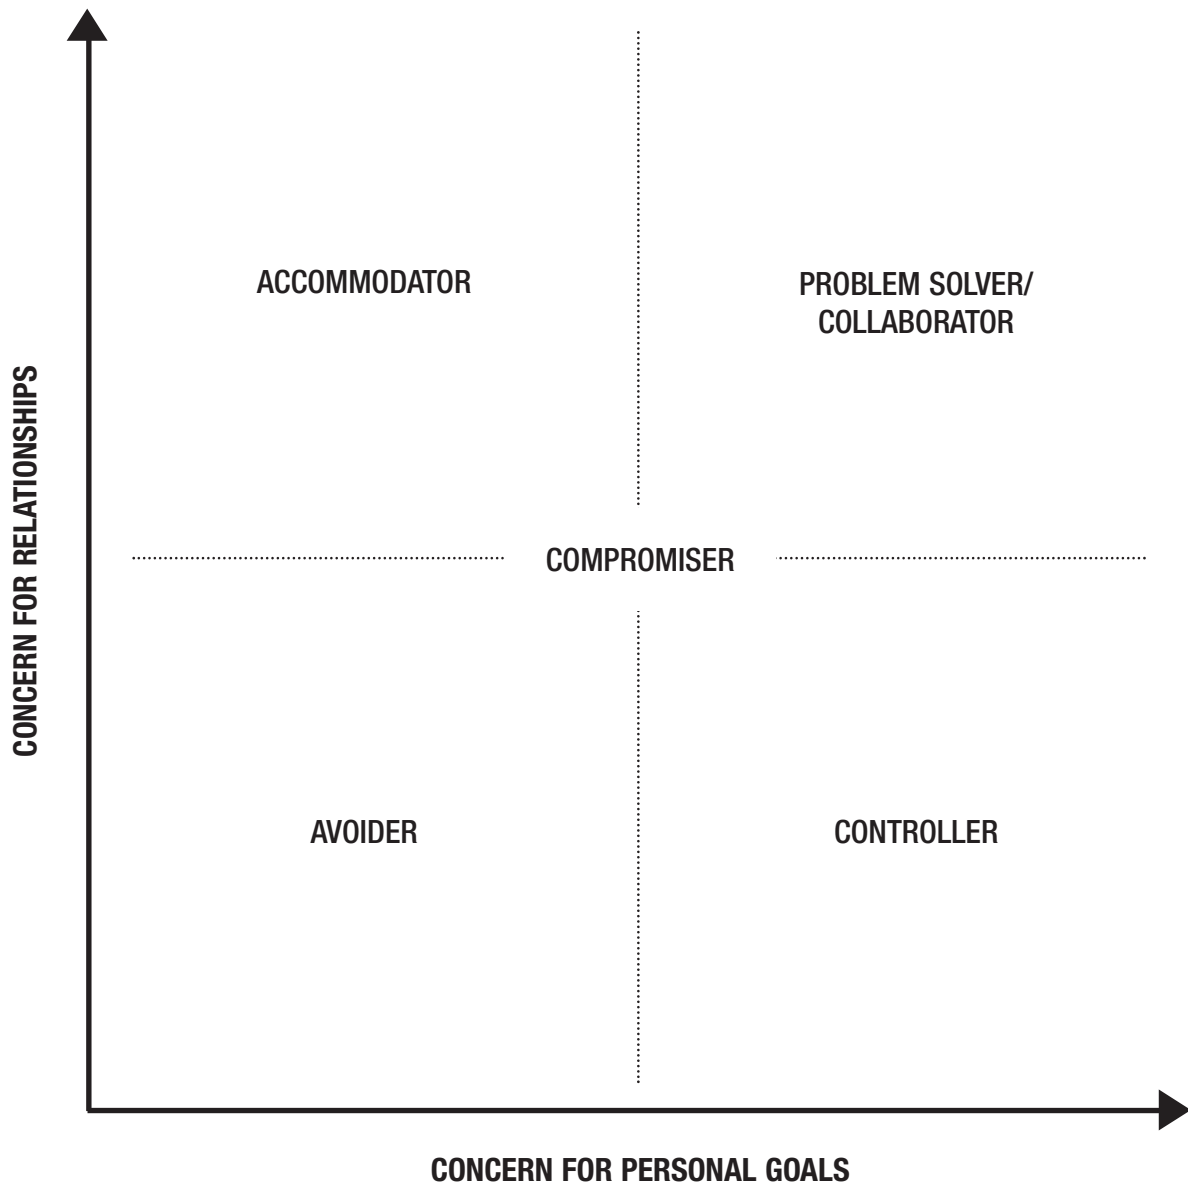 ACCOMMODATOR
PROBLEM SOLVER/
COLLABORATOR
CONCERN FOR RELATIONSHIPS
COMPROMISER
AVOIDER
CONTROLLER
CONCERN FOR PERSONAL GOALS